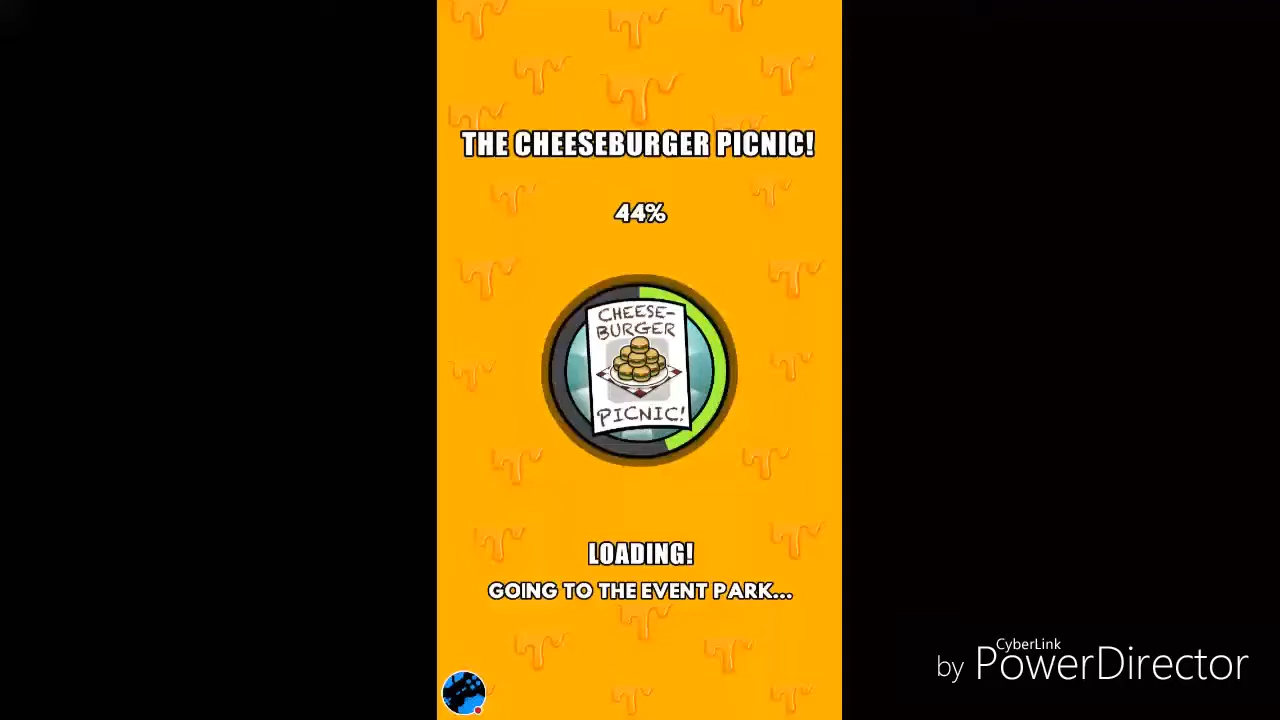 THE CHEESEBURGER PICNIC!
44%
CHEESE-
BURGER
PICNIC!
LOADING!
GOING TO THE EVENT PARK...
CyberLink
by PowerDirector